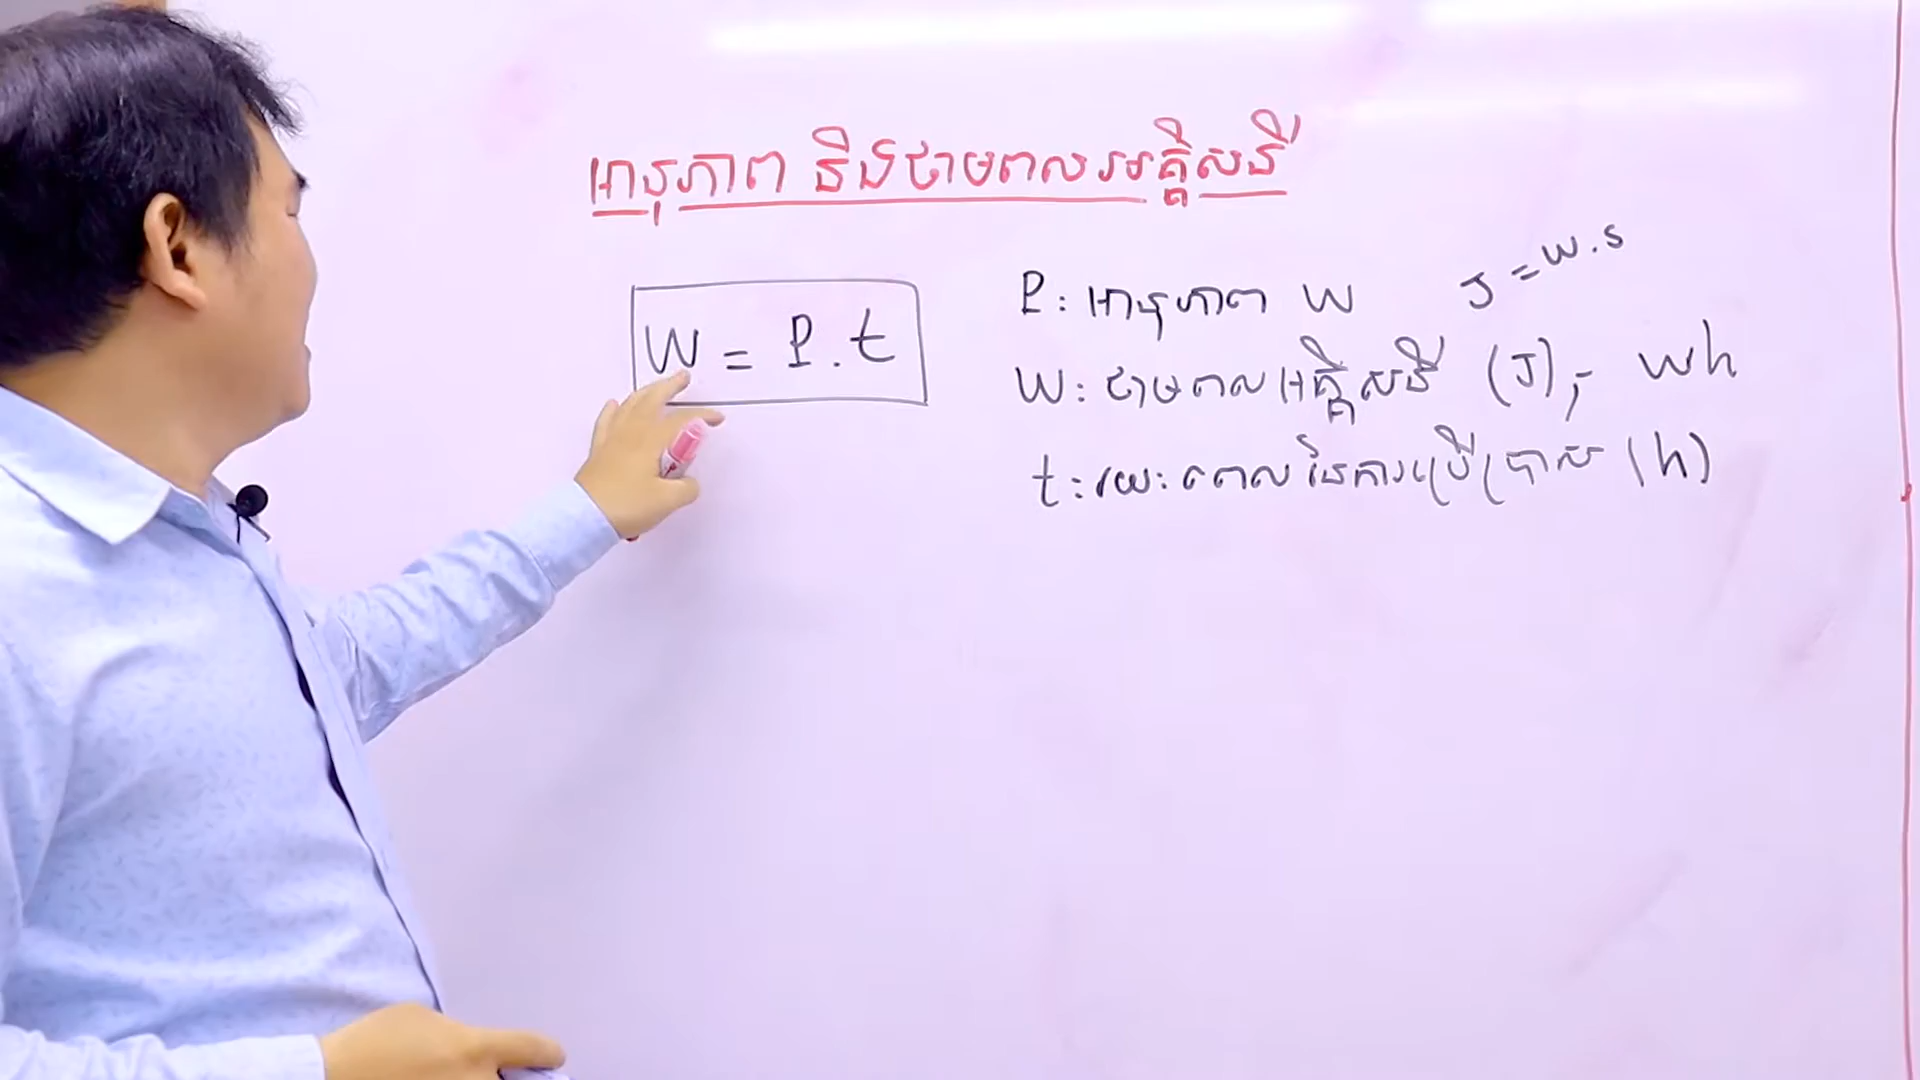 អានុភាព និងថាមពលអគ្គិសនី
W = P . t
P : អានុភាព W J = W . s
W : ថាមពលអគ្គិសនី (J) , Wh
t : រយៈពេលនៃការប្រើប្រាស់ (h)